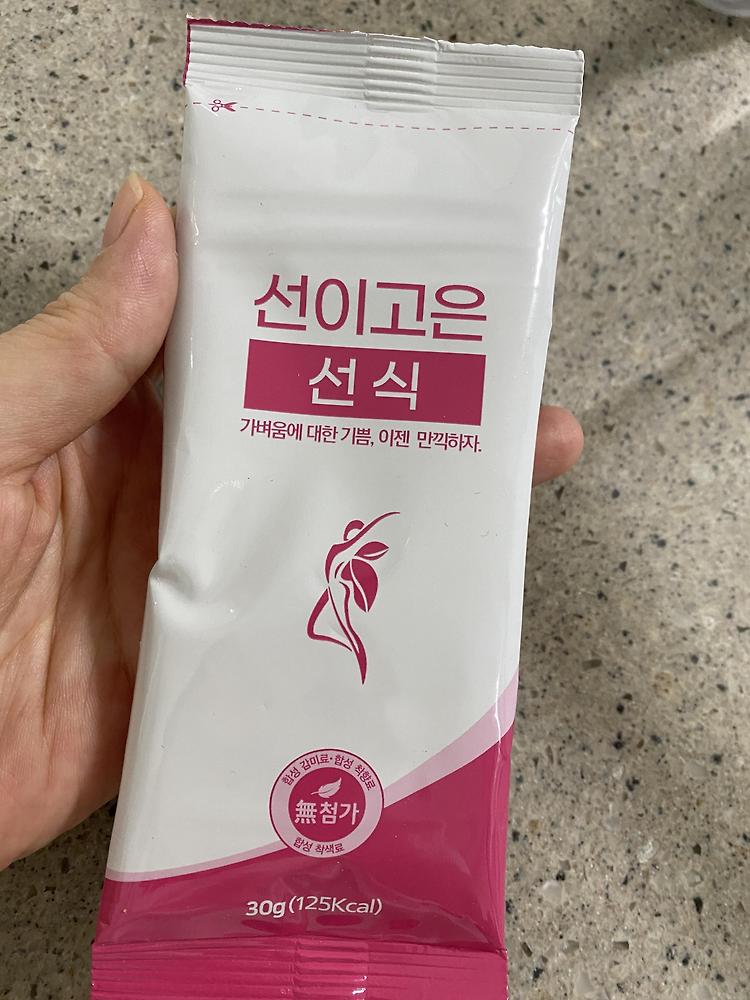 선이고은
선식
가벼움에 대한 기쁨, 이젠 만끽하자.
합성 감미료·합성 착향료
無첨가
합성 착색료
30g(125Kcal)